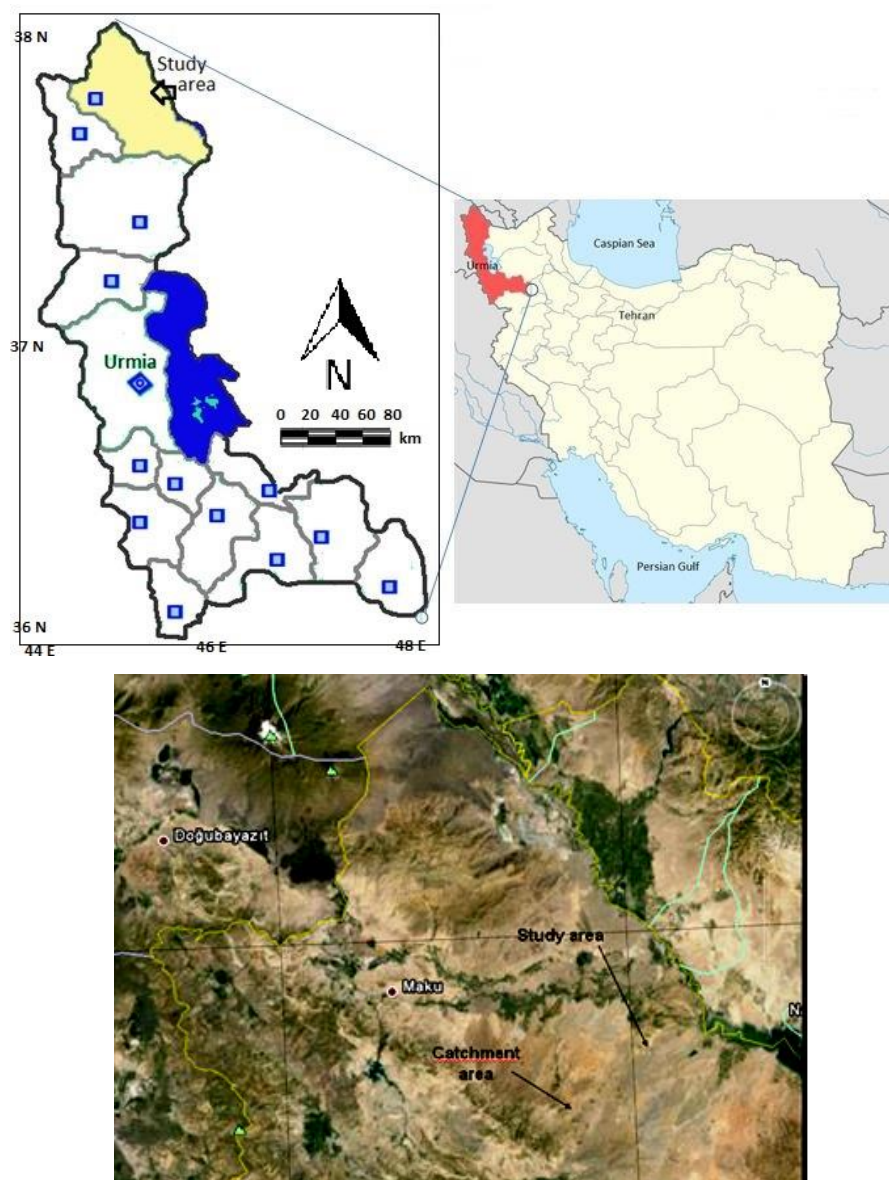 38 N
Study
area
37 N
Urmia
N
0 20 40 60 80
km
36 N
44 E
46 E
48 E
Caspian Sea
Urmia
Tehran
Persian Gulf
N
Doğubayazıt
Study area
Maku
N
Catchment
area